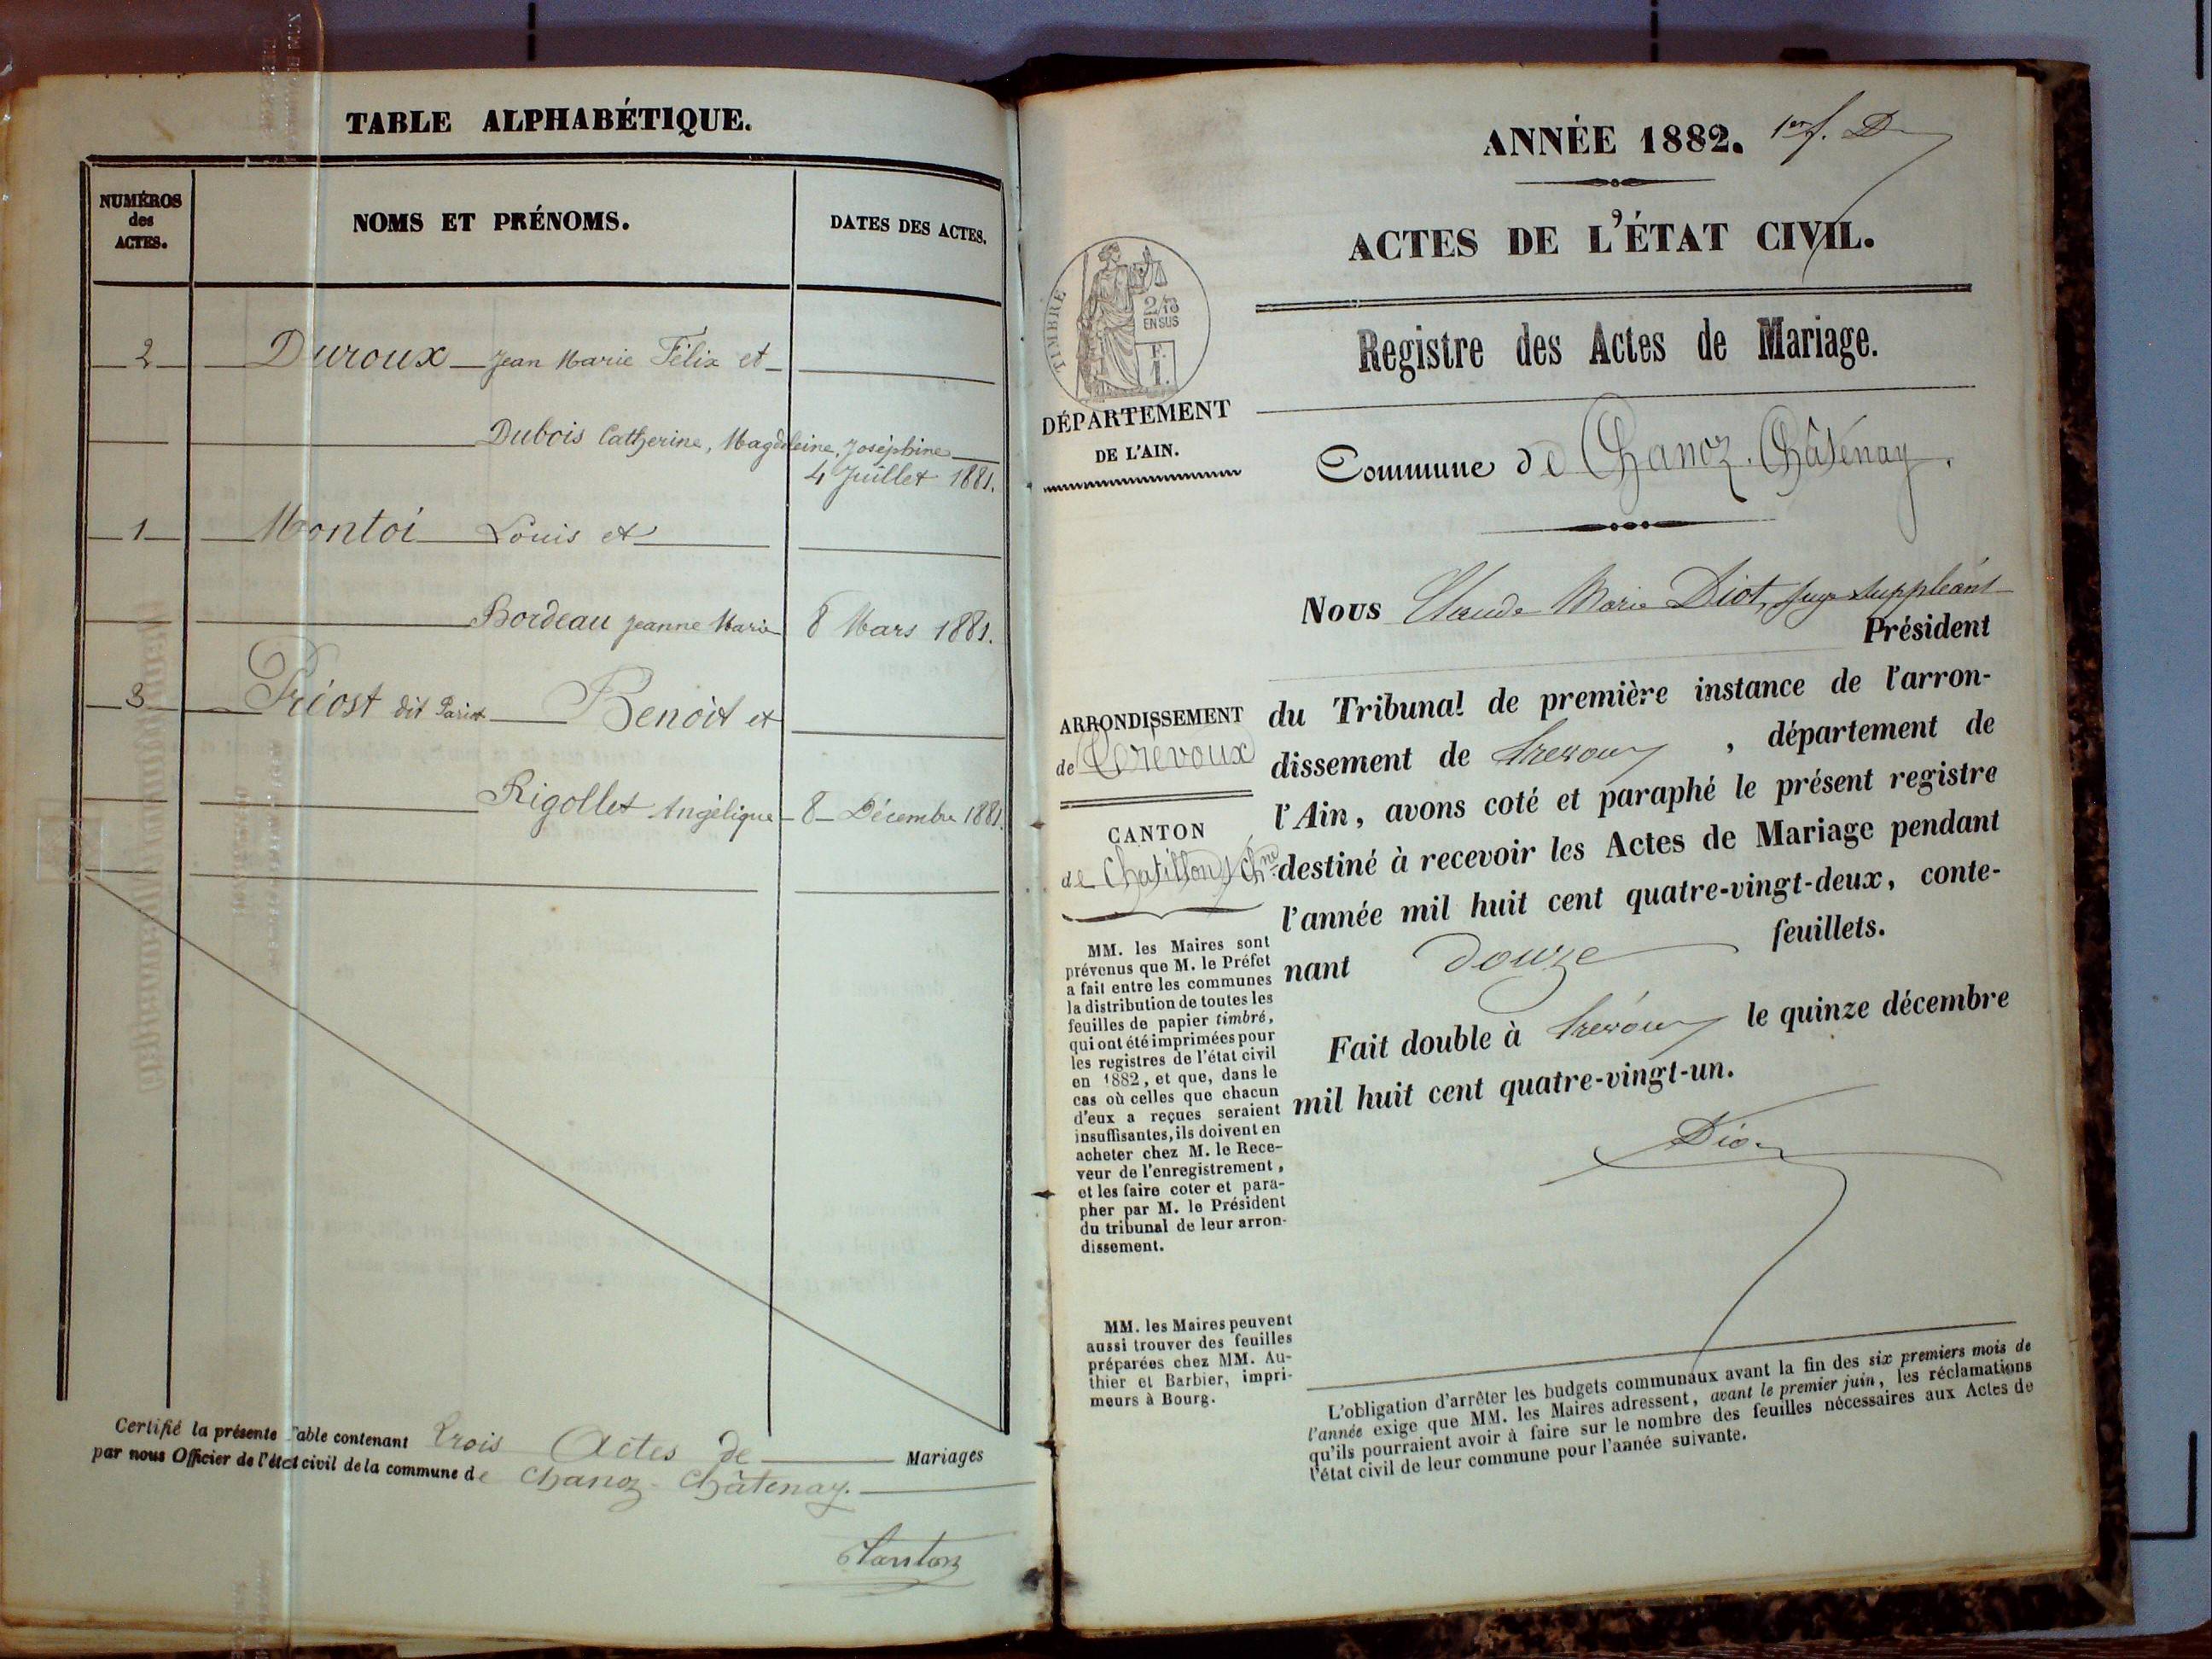 TABLE ALPHABÉTIQUE.
NUMÉROS
des
ACTES.
NOMS ET PRÉNOMS.
DATES DES ACTES.
2 Duroux Jean Marie Félix et
Dubois Catherine, Magdeleine, Joséphine
4 Juillet 1881.
1 Montoi Louis et
Bordeau Jeanne Marie 8 Mars 1881.
3 Préost dit Benoît et
Rigollet Angélique 8 Décembre 1881.
Certifié la présente Table contenant trois Actes de Mariages
par nous Officier de l'état civil de la commune de Chanoz-Châtenay.
ANNÉE 1882. 1er f. D
ACTES DE L'ÉTAT CIVIL.
TIMBRE
2/10
EN SUS
F.
1.
Registre des Actes de Mariage.
DÉPARTEMENT
DE L'AIN.
Commune de Chanoz-Châtenay.
Nous Claude Marie Diot, juge suppléant
Président
du Tribunal de première instance de l'arron-
dissement de Trevoux, département de
l'Ain, avons coté et paraphé le présent registre
destiné à recevoir les Actes de Mariage pendant
l'année mil huit cent quatre-vingt-deux, conte-
nant douze feuillets.
Fait double à Trévoux le quinze décembre
mil huit cent quatre-vingt-un.
Diot
ARRONDISSEMENT
de Trévoux
CANTON
de Chatillon s/ Chne
MM. les Maires sont
prévenus que M. le Préfet
a fait entre les communes
la distribution de toutes les
feuilles de papier timbré,
qui ont été imprimées pour
les registres de l'état civil
en 1882, et que, dans le
cas où celles que chacun
d'eux a reçues seraient
insuffisantes, ils doivent en
acheter chez M. le Rece-
veur de l'enregistrement,
et les faire coter et para-
pher par M. le Président
du tribunal de leur arron-
dissement.
MM. les Maires peuvent
aussi trouver des feuilles
préparées chez MM. Au-
thier et Barbier, impri-
meurs à Bourg.
L'obligation d'arrêter les budgets communaux avant la fin des six premiers mois de
l'année exige que MM. les Maires adressent, avant le premier juin, les réclamations
qu'ils pourraient avoir à faire sur le nombre des feuilles nécessaires aux Actes de
l'état civil de leur commune pour l'année suivante.